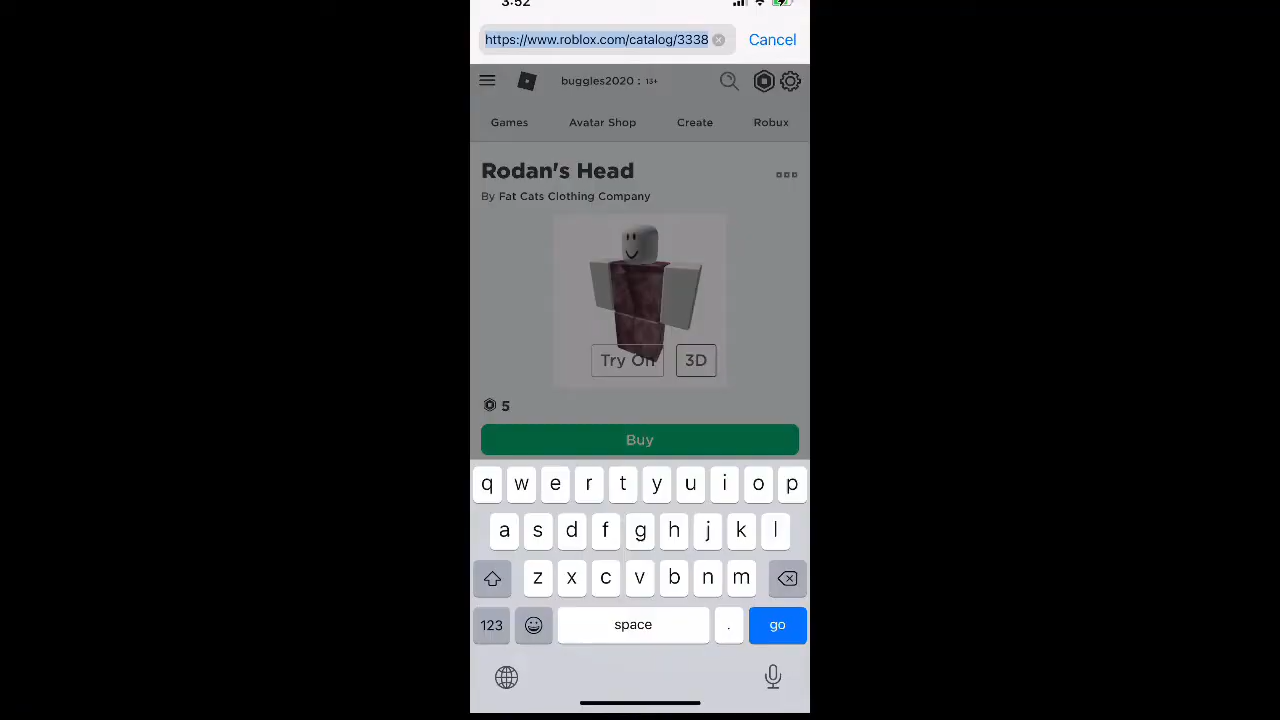 3:52
https://www.roblox.com/catalog/3338
Cancel
buggles2020 : 13+
Games Avatar Shop Create Robux
Rodan's Head
By Fat Cats Clothing Company
Try On 3D
5
Buy
q w e r t y u i o p
a s d f g h j k l
z x c v b n m
123 space . go